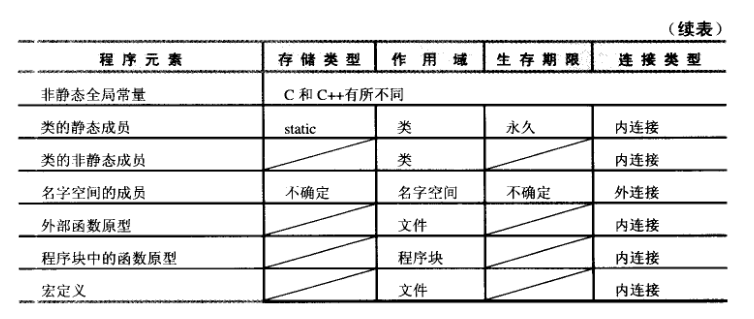 （续表）
程序元素 存储类型 作用域 生存期限 连接类型
非静态全局常量 C 和 C++有所不同
类的静态成员 static 类 永久 内连接
类的非静态成员 类 内连接
名字空间的成员 不确定 名字空间 不确定 外连接
外部函数原型 文件 内连接
程序块中的函数原型 程序块 内连接
宏定义 文件 内连接